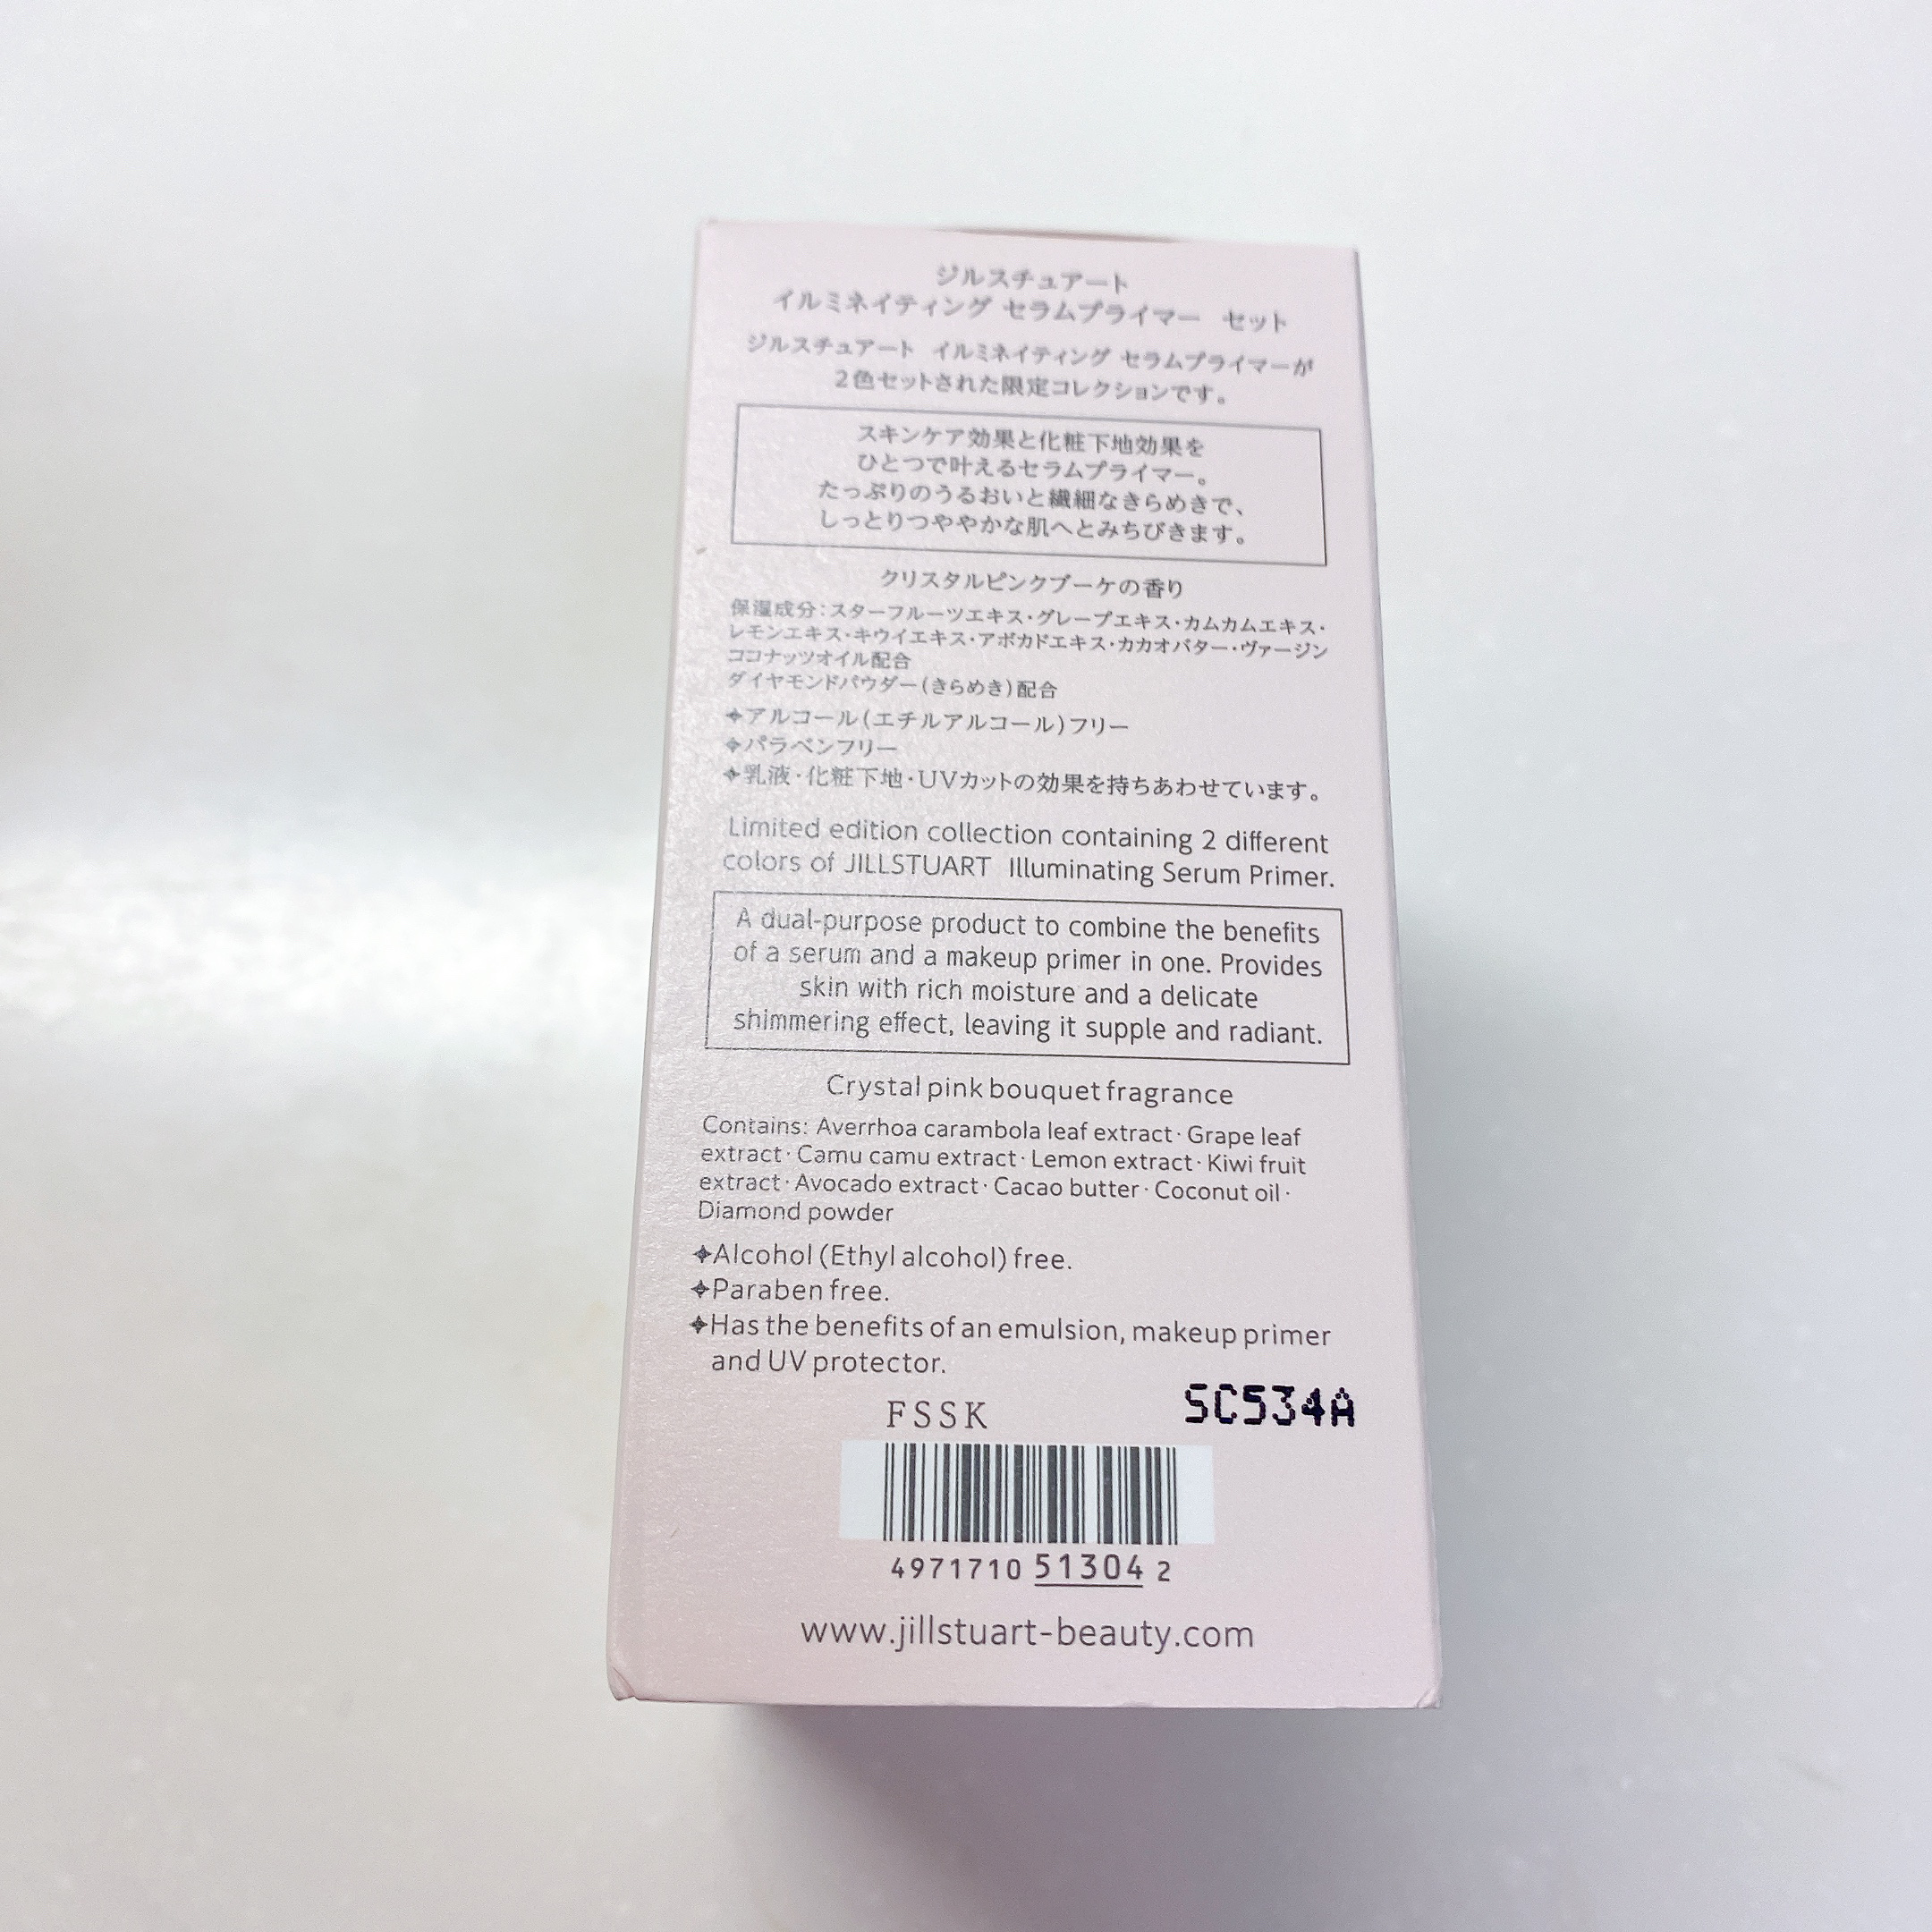 ジルスチュアート
イルミネイティング セラムプライマー セット
ジルスチュアート イルミネイティング セラムプライマーが
2色セットされた限定コレクションです。
スキンケア効果と化粧下地効果を
ひとつで叶えるセラムプライマー。
たっぷりのうるおいと繊細なきらめきで、
しっとりつややかな肌へとみちびきます。
クリスタルピンクブーケの香り
保湿成分:スターフルーツエキス・グレープエキス・カムカムエキス・
レモンエキス・キウイエキス・アボカドエキス・カカオバター・ヴァージン
ココナッツオイル配合
ダイヤモンドパウダー(きらめき)配合
✦アルコール(エチルアルコール)フリー
✦パラベンフリー
✦乳液・化粧下地・UVカットの効果を持ちあわせています。
Limited edition collection containing 2 different
colors of JILLSTUART Illuminating Serum Primer.
A dual-purpose product to combine the benefits
of a serum and a makeup primer in one. Provides
skin with rich moisture and a delicate
shimmering effect, leaving it supple and radiant.
Crystal pink bouquet fragrance
Contains: Averrhoa carambola leaf extract · Grape leaf
extract · Camu camu extract · Lemon extract · Kiwi fruit
extract · Avocado extract · Cacao butter · Coconut oil ·
Diamond powder
✦Alcohol (Ethyl alcohol) free.
✦Paraben free.
✦Has the benefits of an emulsion, makeup primer
and UV protector.
FSSK
SC534A
4971710 51304 2
www.jillstuart-beauty.com